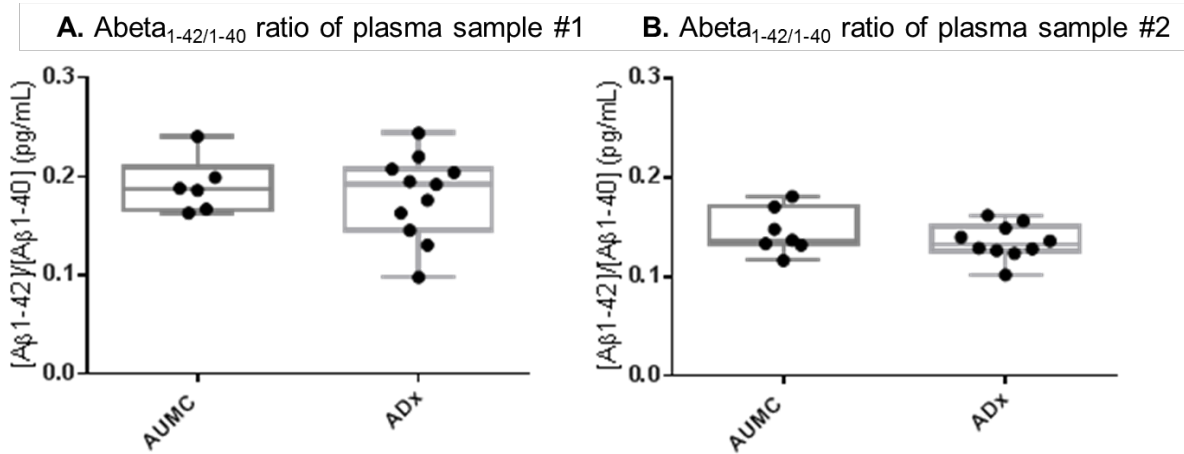 A. Abeta1-42/1-40 ratio of plasma sample #1
B. Abeta1-42/1-40 ratio of plasma sample #2
[Aβ1-42]/[Aβ1-40] (pg/mL)
0.3
0.2
0.1
0.0
AUMC
ADx
[Aβ1-42]/[Aβ1-40] (pg/mL)
0.3
0.2
0.1
0.0
AUMC
ADx